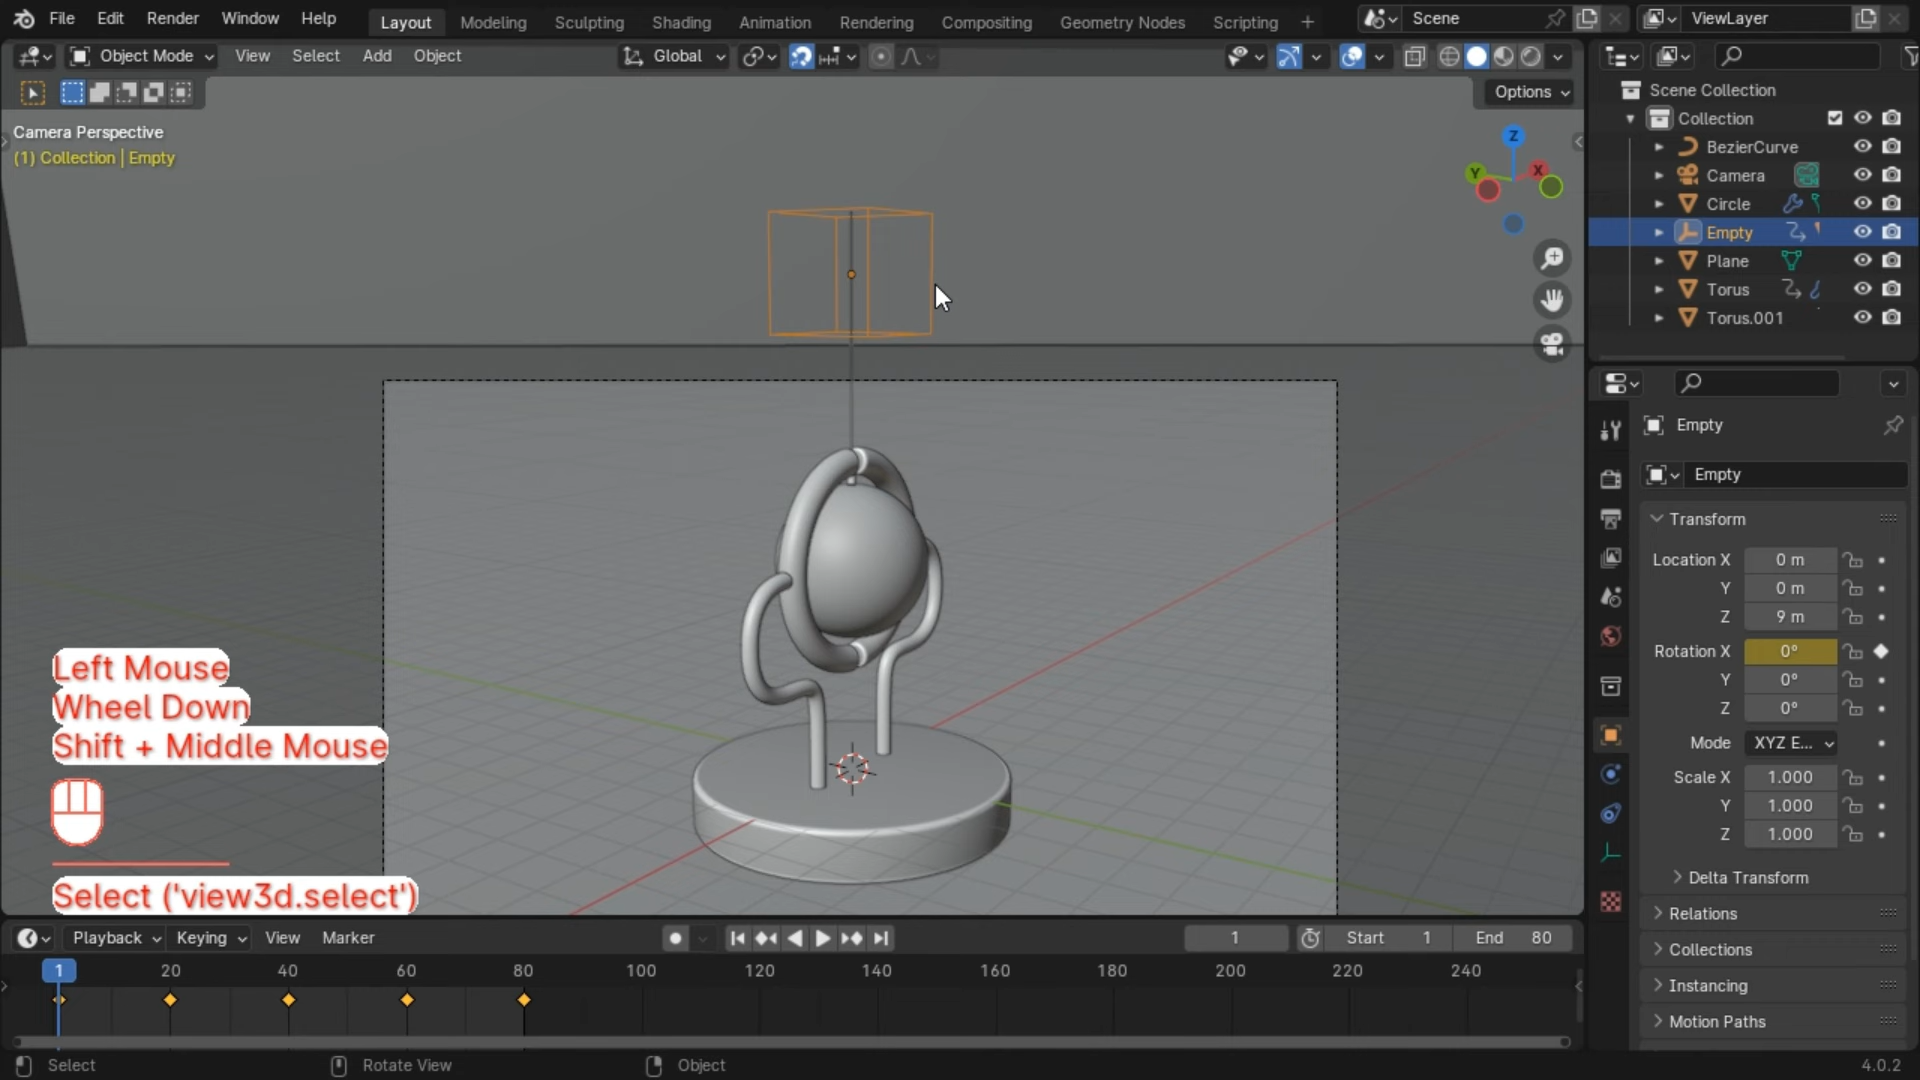 File Edit Render Window Help
Layout Modeling Sculpting Shading Animation Rendering Compositing Geometry Nodes Scripting +
Scene
ViewLayer
Object Mode View Select Add Object
Global
Options
Camera Perspective
(1) Collection | Empty
Z
Y
X
Scene Collection
Collection
BezierCurve
Camera
Circle
Empty
Plane
Torus
Torus.001
Empty
Empty
Transform
Location X 0 m
Y 0 m
Z 9 m
Rotation X 0°
Y 0°
Z 0°
Mode XYZ E...
Scale X 1.000
Y 1.000
Z 1.000
Delta Transform
Relations
Collections
Instancing
Motion Paths
Left Mouse
Wheel Down
Shift + Middle Mouse
Select ('view3d.select')
Playback Keying View Marker
1
Start 1
End 80
1 20 40 60 80 100 120 140 160 180 200 220 240
Select
Rotate View
Object
4.0.2